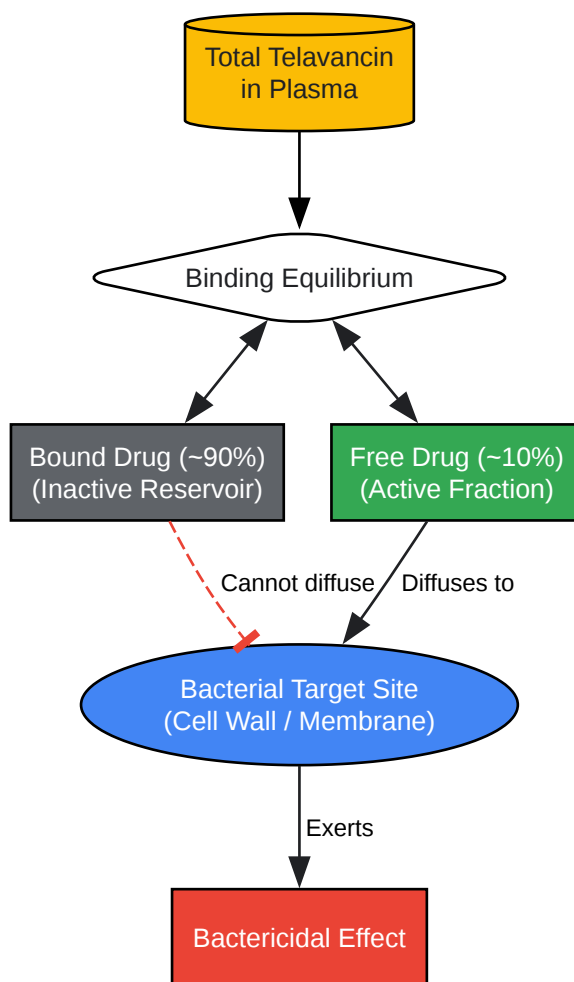 Total Telavancin
in Plasma
Binding Equilibrium
Bound Drug (~90%)
(Inactive Reservoir)
Free Drug (~10%)
(Active Fraction)
Cannot diffuse
Diffuses to
Bacterial Target Site
(Cell Wall / Membrane)
Exerts
Bactericidal Effect